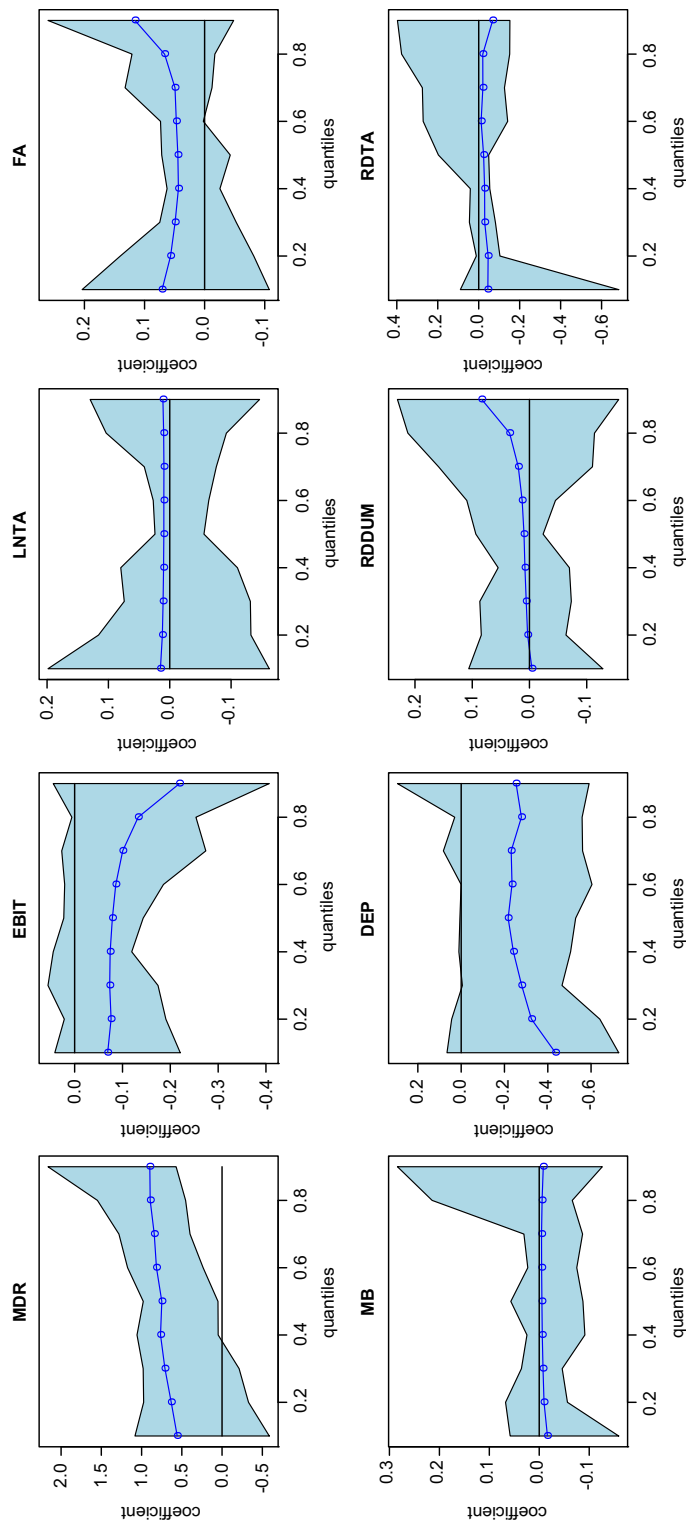 MDR
coefficient
-0.5 0.0 0.5 1.0 1.5 2.0
0.2 0.4 0.6 0.8
quantiles
EBIT
coefficient
-0.4 -0.3 -0.2 -0.1 0.0
0.2 0.4 0.6 0.8
quantiles
LNTA
coefficient
-0.1 0.0 0.1 0.2
0.2 0.4 0.6 0.8
quantiles
FA
coefficient
-0.1 0.0 0.1 0.2
0.2 0.4 0.6 0.8
quantiles
MB
coefficient
-0.1 0.0 0.1 0.2 0.3
0.2 0.4 0.6 0.8
quantiles
DEP
coefficient
-0.6 -0.4 -0.2 0.0 0.2
0.2 0.4 0.6 0.8
quantiles
RDDUM
coefficient
-0.1 0.0 0.1 0.2
0.2 0.4 0.6 0.8
quantiles
RDTA
coefficient
-0.6 -0.4 -0.2 0.0 0.2 0.4
0.2 0.4 0.6 0.8
quantiles